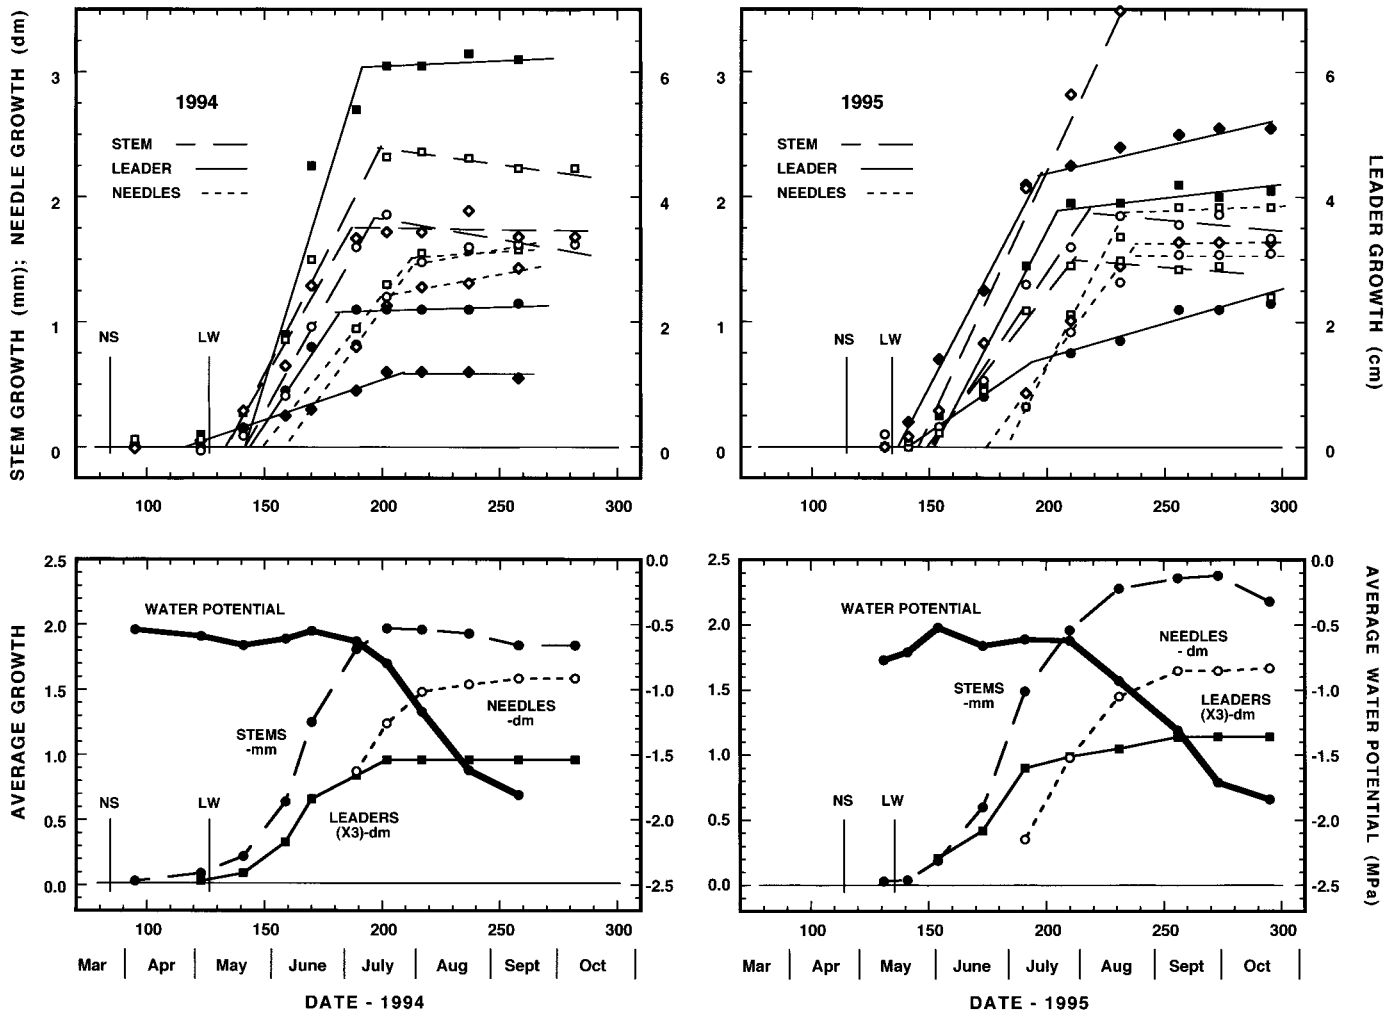 STEM GROWTH (mm); NEEDLE GROWTH (dm)
3
2
1
0
1994
STEM
LEADER
NEEDLES
NS
LW
6
4
2
0
100 150 200 250 300
3
2
1
0
1995
STEM
LEADER
NEEDLES
NS
LW
6
4
2
0
LEADER GROWTH (cm)
100 150 200 250 300
AVERAGE GROWTH
2.5
2.0
1.5
1.0
0.5
0.0
WATER POTENTIAL
STEMS
-mm
NEEDLES
-dm
LEADERS
(X3)-dm
NS
LW
0.0
-0.5
-1.0
-1.5
-2.0
-2.5
100 150 200 250 300
Mar Apr May June July Aug Sept Oct
DATE - 1994
2.5
2.0
1.5
1.0
0.5
0.0
WATER POTENTIAL
NEEDLES
- dm
STEMS
-mm
LEADERS
(X3)-dm
NS
LW
0.0
-0.5
-1.0
-1.5
-2.0
-2.5
AVERAGE WATER POTENTIAL (MPa)
100 150 200 250 300
Mar Apr May June July Aug Sept Oct
DATE - 1995